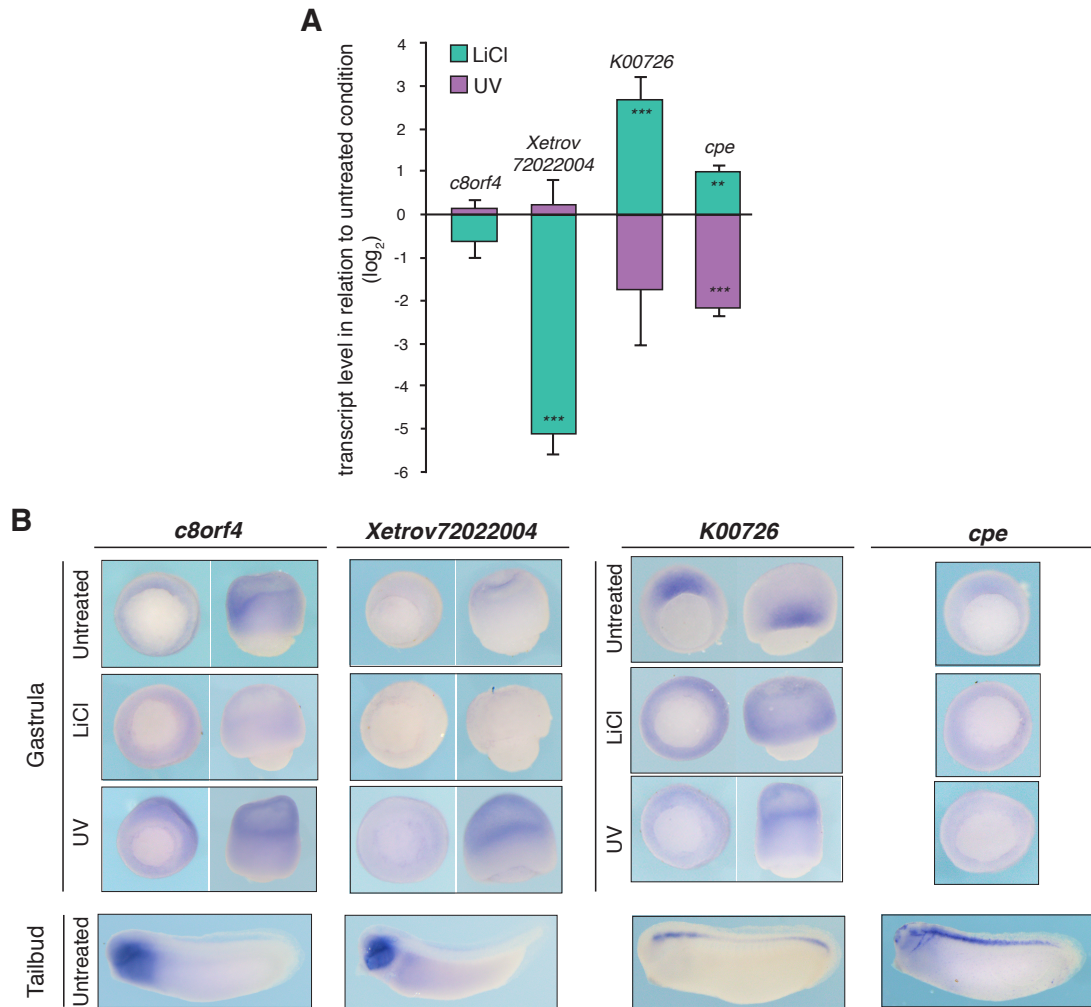 A
4
3
2
1
0
-1
-2
-3
-4
-5
-6
transcript level in relation to untreated condition
(log2)
LiCl
UV
c8orf4
Xetrov
72022004
K00726
cpe
***
***
**
***
B
c8orf4
Xetrov72022004
K00726
cpe
Gastrula
Untreated
LiCl
UV
Untreated
LiCl
UV
Tailbud
Untreated
Untreated